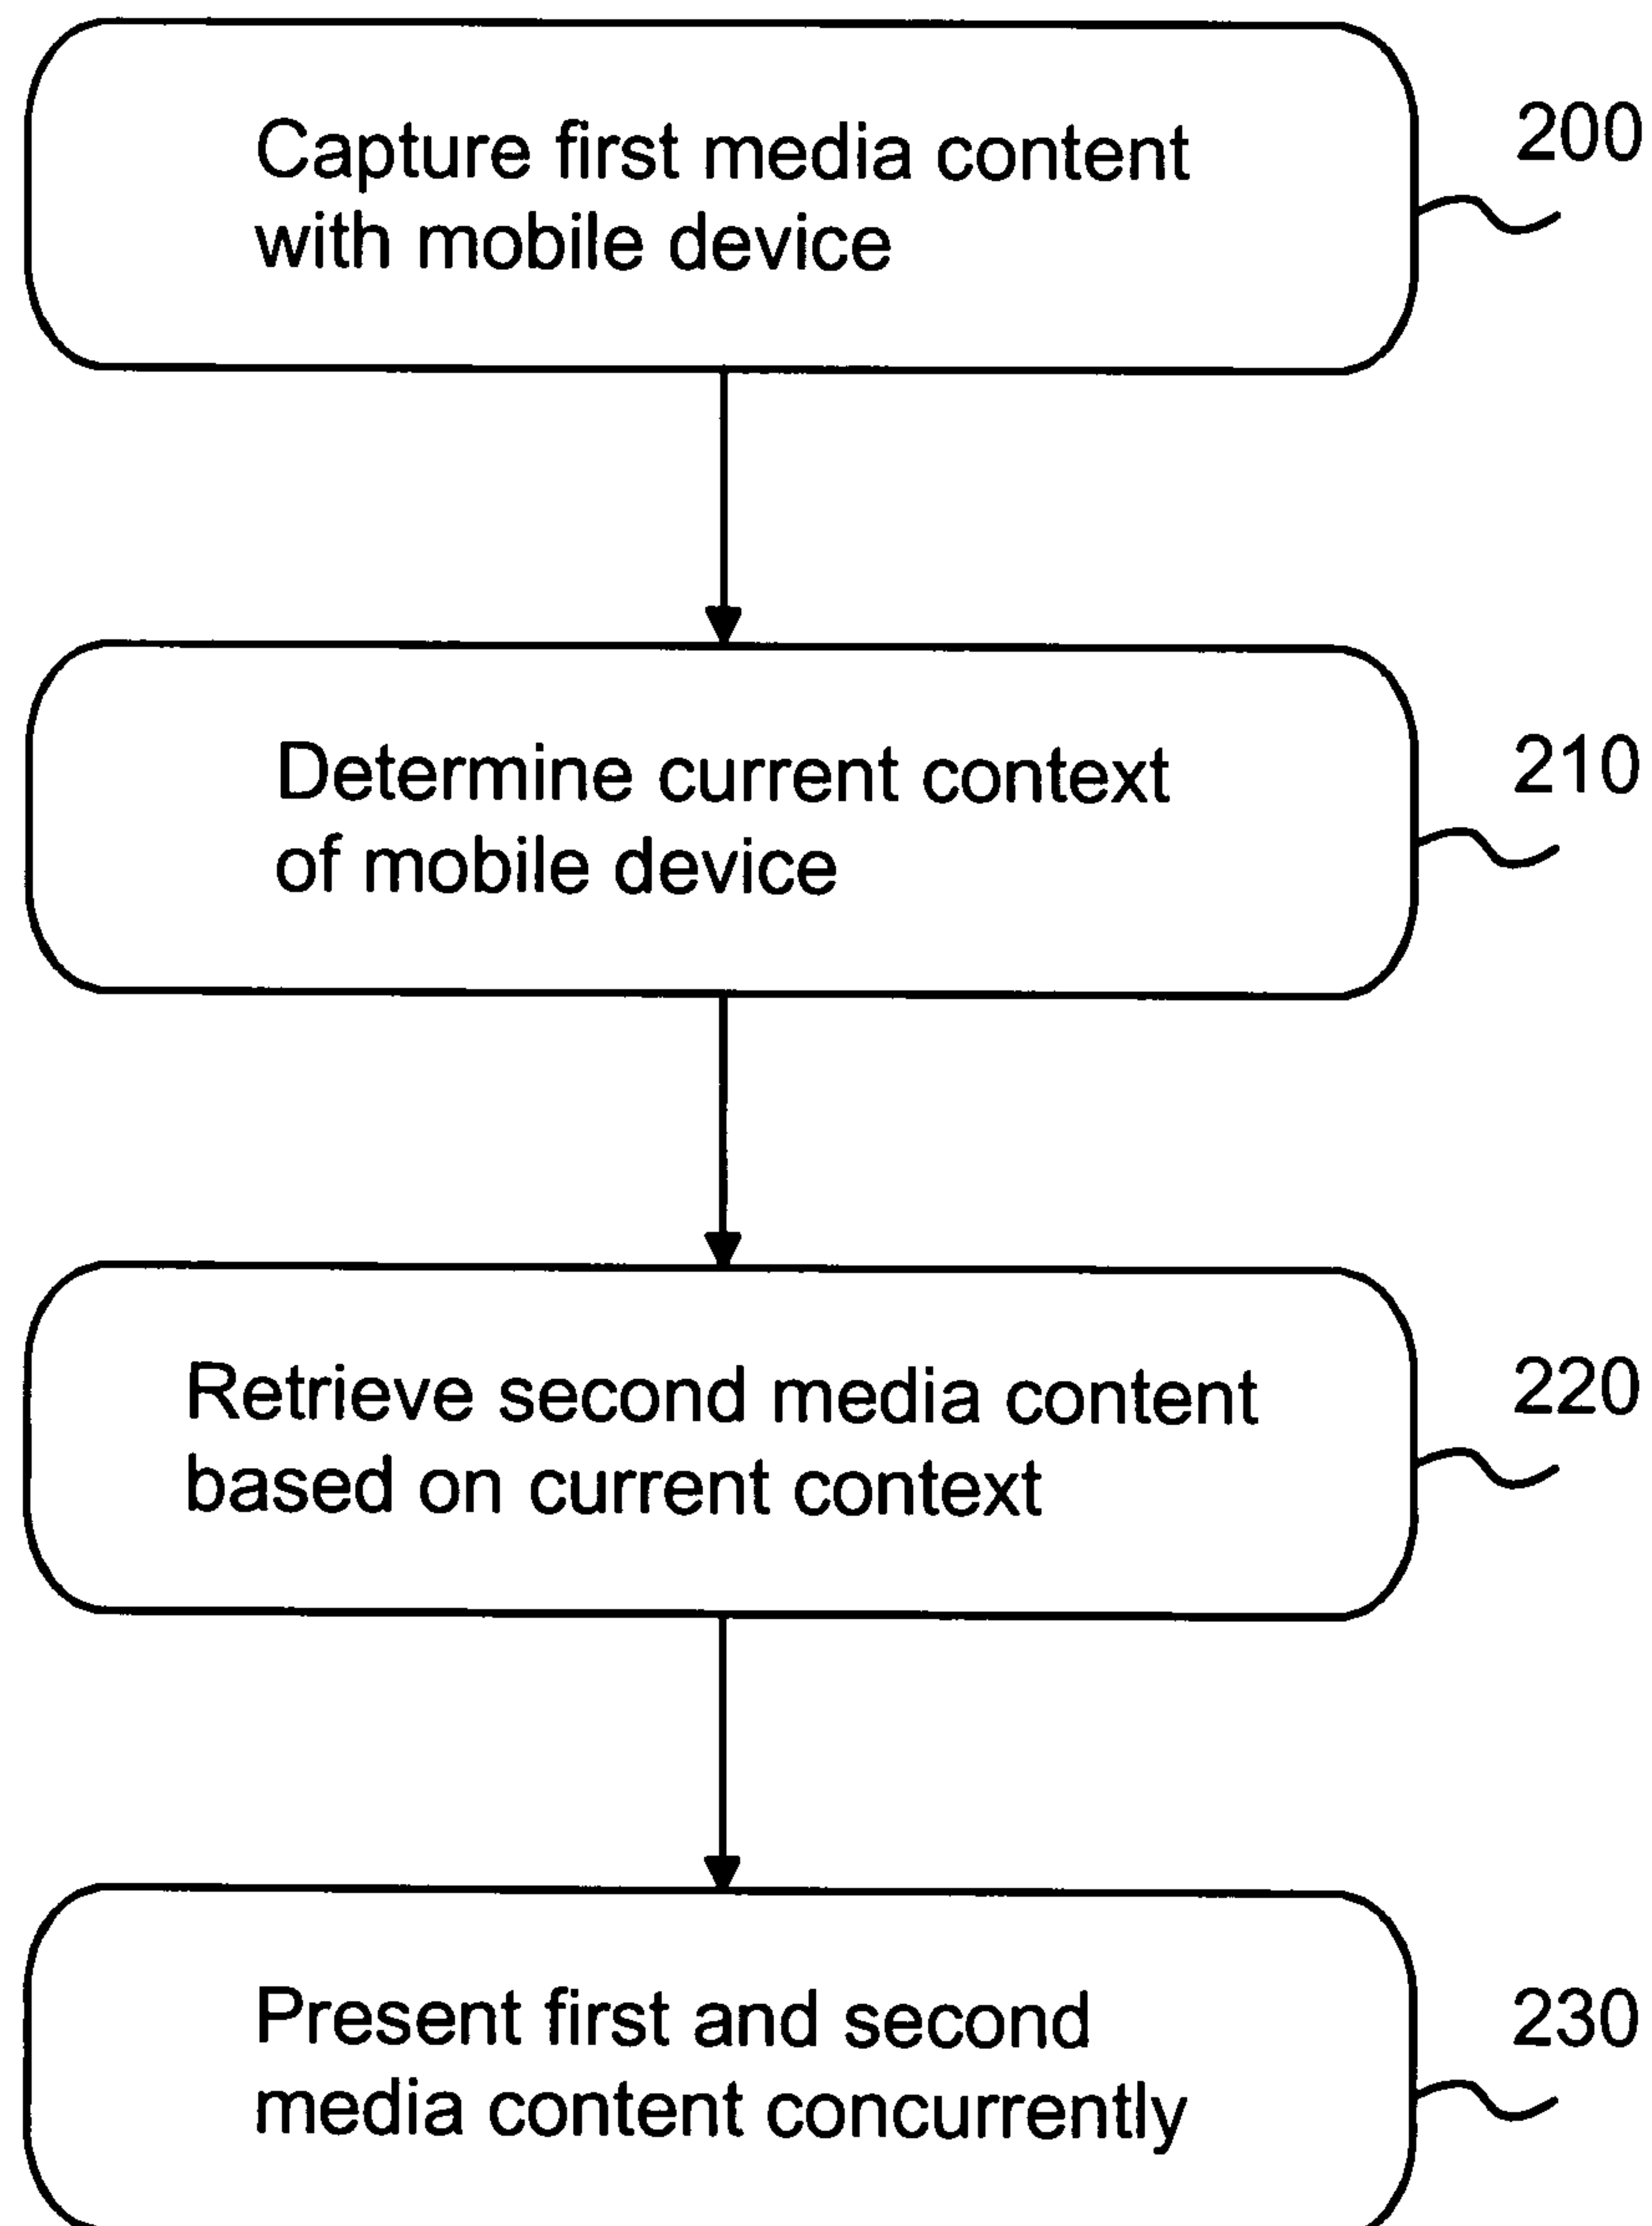 Capture first media content
with mobile device
200
Determine current context
of mobile device
210
Retrieve second media content
based on current context
220
Present first and second
media content concurrently
230